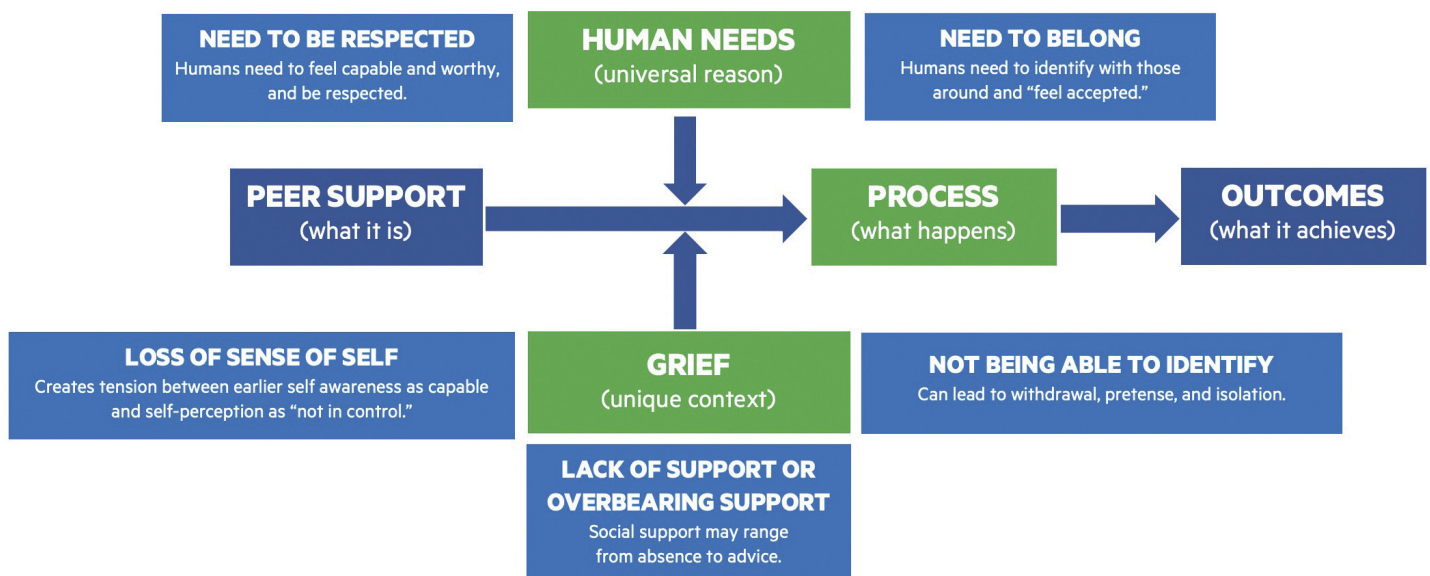 NEED TO BE RESPECTED
Humans need to feel capable and worthy,
and be respected.
HUMAN NEEDS
(universal reason)
NEED TO BELONG
Humans need to identify with those
around and “feel accepted.”
PEER SUPPORT
(what it is)
PROCESS
(what happens)
OUTCOMES
(what it achieves)
LOSS OF SENSE OF SELF
Creates tension between earlier self awareness as capable
and self-perception as “not in control.”
GRIEF
(unique context)
NOT BEING ABLE TO IDENTIFY
Can lead to withdrawal, pretense, and isolation.
LACK OF SUPPORT OR
OVERBEARING SUPPORT
Social support may range
from absence to advice.